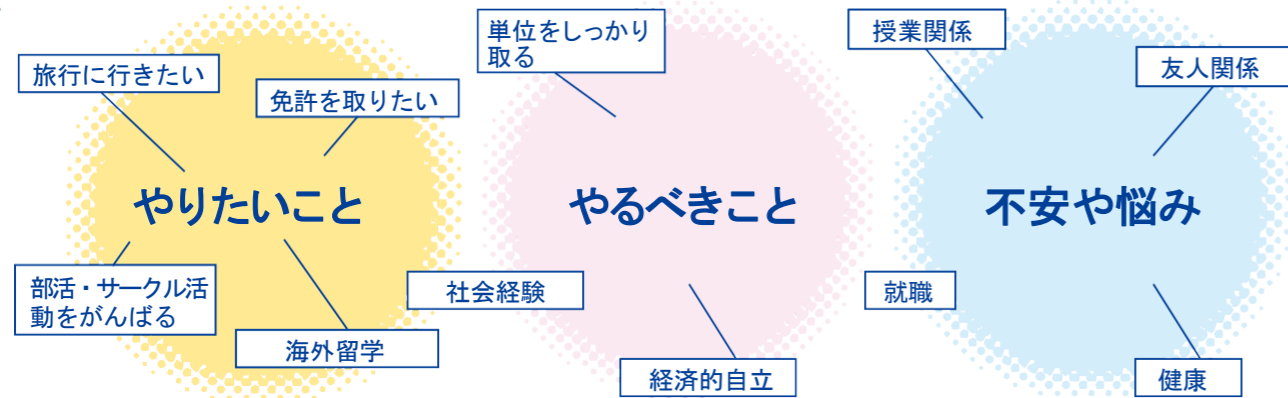 旅行に行きたい
免許を取りたい
やりたいこと
部活・サークル活
動をがんばる
海外留学
単位をしっかり
取る
やるべきこと
社会経験
経済的自立
授業関係
友人関係
不安や悩み
就職
健康